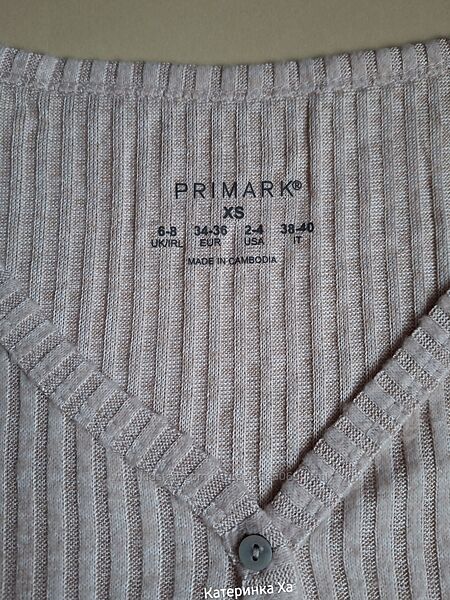 PRIMARK®
XS
6-8 34-36 2-4 38-40
UK/IRL EUR USA IT
MADE IN CAMBODIA
Катеринка Ха